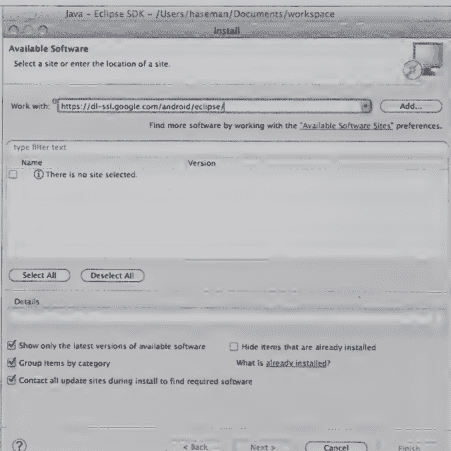 Java – Eclipse SDK – /Users/haseman/Documents/workspace
Install
Available Software
Select a site or enter the location of a site.
Work with: https://dl-ssl.google.com/android/eclipse/ Add...
Find more software by working with the "Available Software Sites" preferences.
type filter text
Name Version
There is no site selected.
Select All Deselect All
Details
Show only the latest versions of available software Hide items that are already installed
Group items by category What is already installed?
Contact all update sites during install to find required software
? < Back Next > Cancel Finish